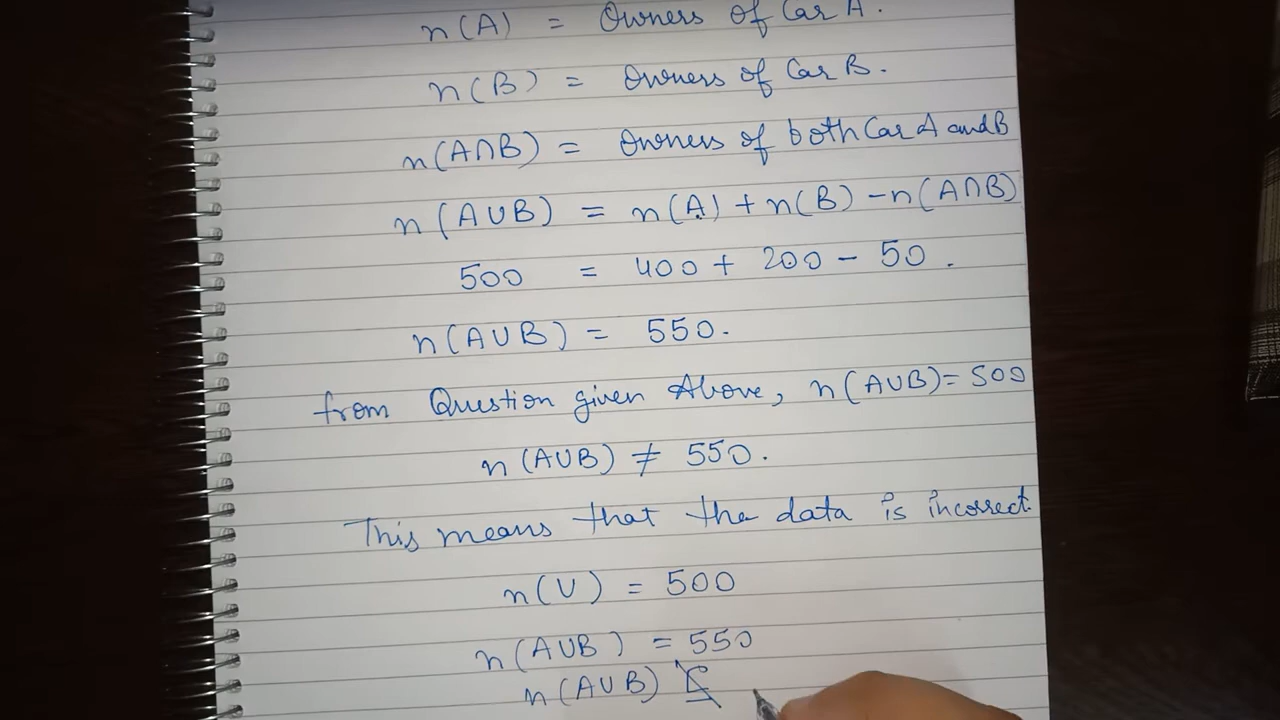 n(A) = Owners of Car A.
n(B) = Owners of Car B.
n(A∩B) = Owners of both Car A and B
n(A∪B) = n(A) + n(B) - n(A∩B)
500 = 400 + 200 - 50.
n(A∪B) = 550.
from Question given Above, n(A∪B) = 500
n(A∪B) ≠ 550.
This means that the data is incorrect.
n(U) = 500
n(A∪B) = 550
n(A∪B)